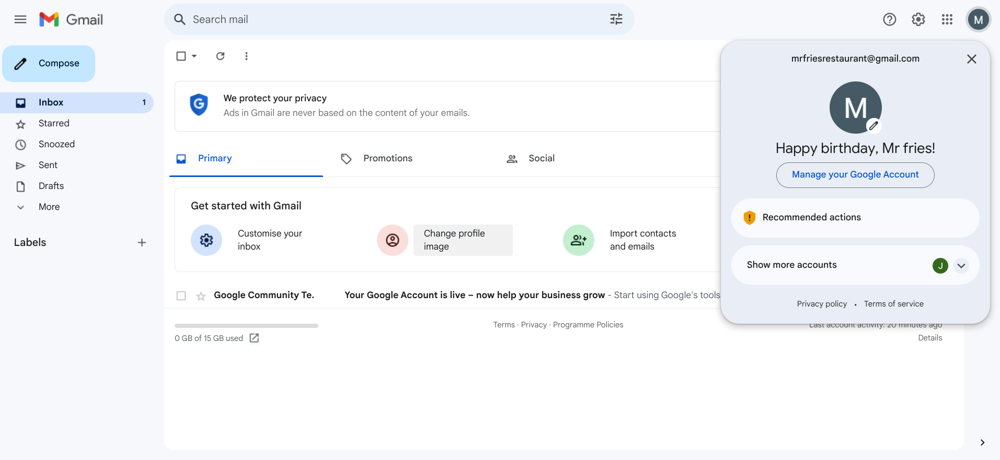 Gmail
Search mail
M
Compose
Inbox 1
Starred
Snoozed
Sent
Drafts
More
Labels
We protect your privacy
Ads in Gmail are never based on the content of your emails.
Primary
Promotions
Social
Get started with Gmail
Customise your
inbox
Change profile
image
Import contacts
and emails
Google Community Te. Your Google Account is live – now help your business grow - Start using Google's tools
0 GB of 15 GB used
Terms · Privacy · Programme Policies
Last account activity: 20 minutes ago
Details
mrfriesrestaurant@gmail.com
M
Happy birthday, Mr fries!
Manage your Google Account
Recommended actions
Show more accounts J
Privacy policy • Terms of service